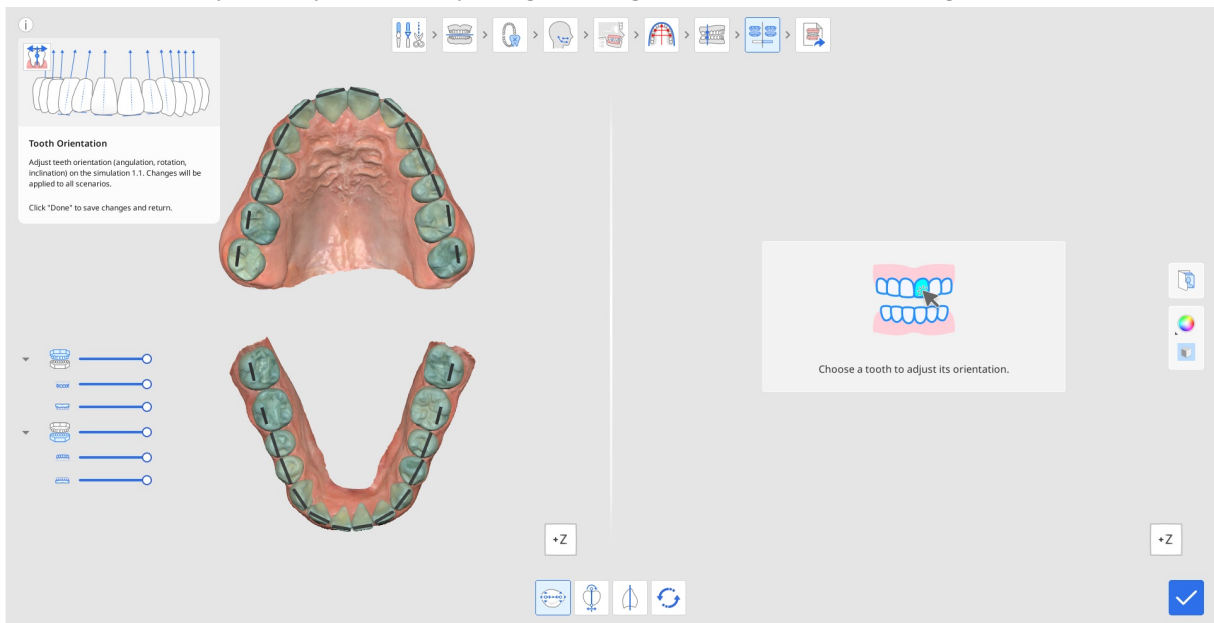 i
Tooth Orientation
Adjust teeth orientation (angulation, rotation,
inclination) on the simulation 1.1. Changes will be
applied to all scenarios.
Click "Done" to save changes and return.
Choose a tooth to adjust its orientation.
+Z
+Z